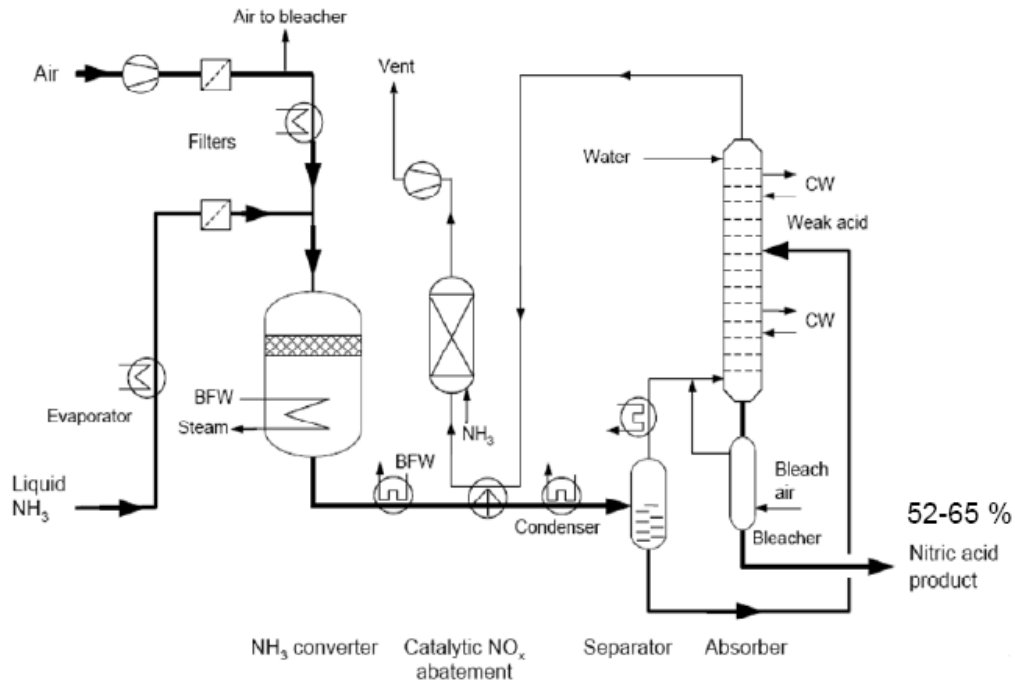 Air to bleacher
Air
Vent
Filters
Water
CW
Weak acid
CW
Evaporator
BFW
Steam
NH₃
BFW
Liquid
NH₃
Condenser
Bleach
air
Bleacher
52-65 %
Nitric acid
product
NH₃ converter
Catalytic NOₓ
abatement
Separator
Absorber